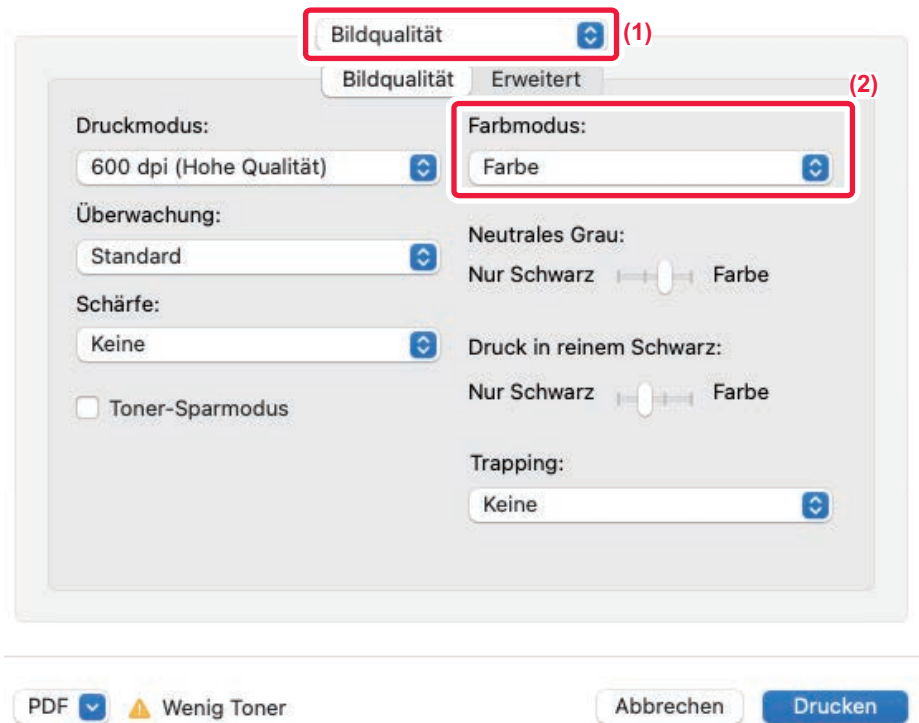 Bildqualität (1)
Bildqualität Erweitert
(2)
Druckmodus:
600 dpi (Hohe Qualität)
Überwachung:
Standard
Schärfe:
Keine
Toner-Sparmodus
Farbmodus:
Farbe
Neutrales Grau:
Nur Schwarz Farbe
Druck in reinem Schwarz:
Nur Schwarz Farbe
Trapping:
Keine
PDF Wenig Toner Abbrechen Drucken